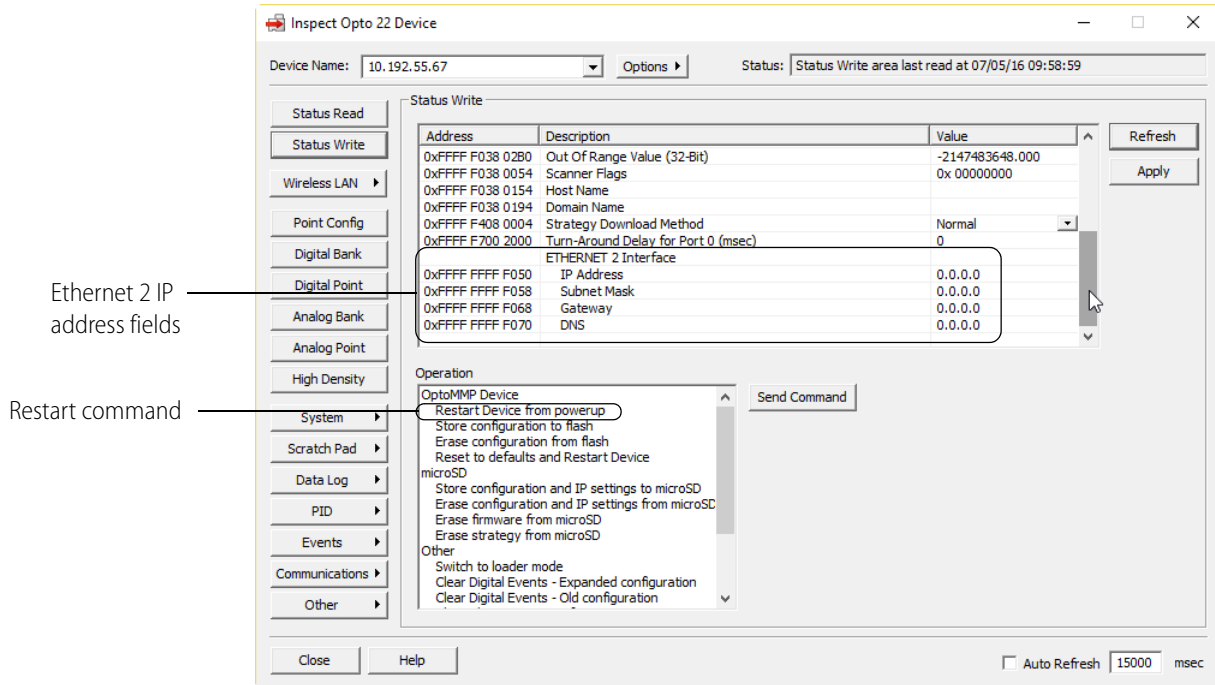 Inspect Opto 22 Device
Device Name: 10.192.55.67 Options Status: Status Write area last read at 07/05/16 09:58:59
Status Read
Status Write
Wireless LAN
Point Config
Digital Bank
Digital Point
Analog Bank
Analog Point
High Density
System
Scratch Pad
Data Log
PID
Events
Communications
Other
Status Write
Address Description Value
0xFFFF F038 02B0 Out Of Range Value (32-Bit) -2147483648.000
0xFFFF F038 0054 Scanner Flags 0x 00000000
0xFFFF F038 0154 Host Name
0xFFFF F038 0194 Domain Name
0xFFFF F408 0004 Strategy Download Method Normal
0xFFFF F700 2000 Turn-Around Delay for Port 0 (msec) 0
ETHERNET 2 Interface
0xFFFF FFFF F050 IP Address 0.0.0.0
0xFFFF FFFF F058 Subnet Mask 0.0.0.0
0xFFFF FFFF F068 Gateway 0.0.0.0
0xFFFF FFFF F070 DNS 0.0.0.0
Refresh
Apply
Ethernet 2 IP
address fields
Restart command
Operation
OptoMMP Device
Restart Device from powerup
Store configuration to flash
Erase configuration from flash
Reset to defaults and Restart Device
microSD
Store configuration and IP settings to microSD
Erase configuration and IP settings from microSD
Erase firmware from microSD
Erase strategy from microSD
Other
Switch to loader mode
Clear Digital Events - Expanded configuration
Clear Digital Events - Old configuration
Send Command
Close Help Auto Refresh 15000 msec